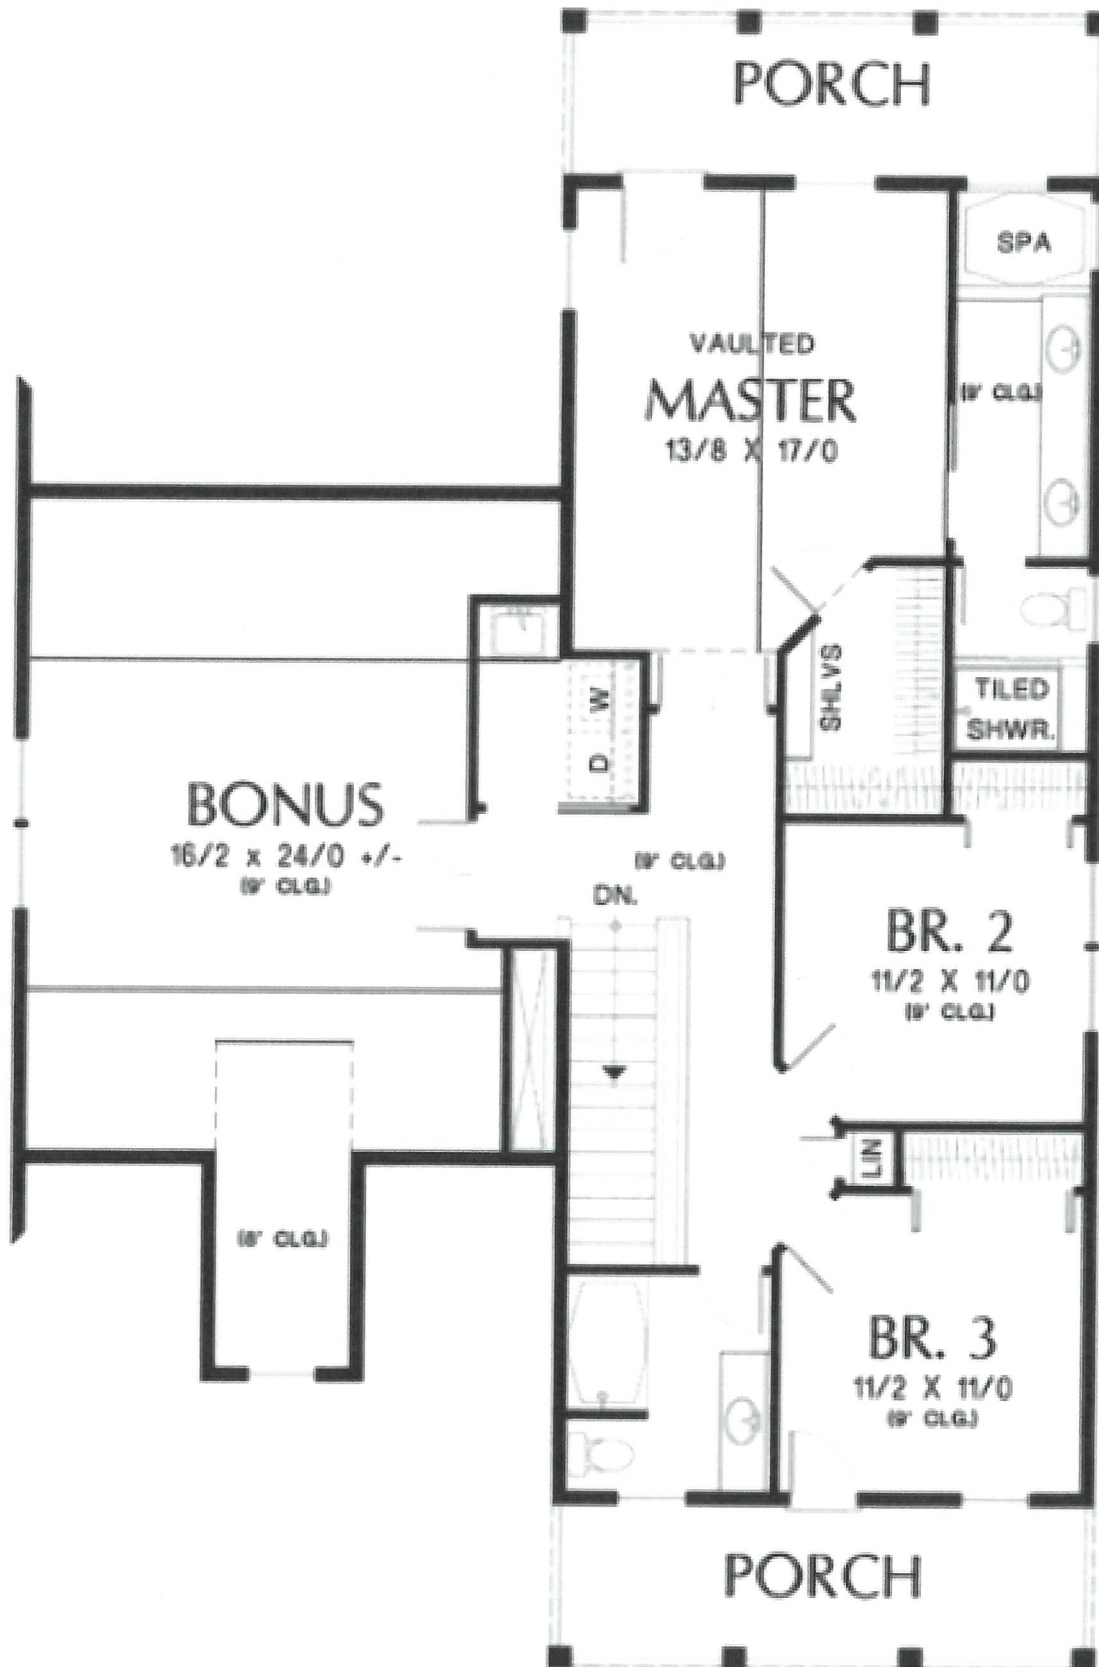 PORCH
SPA
VAULTED
MASTER
13/8 X 17/0
(9' CLG.)
SHLVS
TILED
SHWR.
W
D
BONUS
16/2 x 24/0 +/-
(9' CLG.)
(9' CLG.)
DN.
BR. 2
11/2 X 11/0
(9' CLG.)
LIN
(8' CLG.)
BR. 3
11/2 X 11/0
(9' CLG.)
PORCH